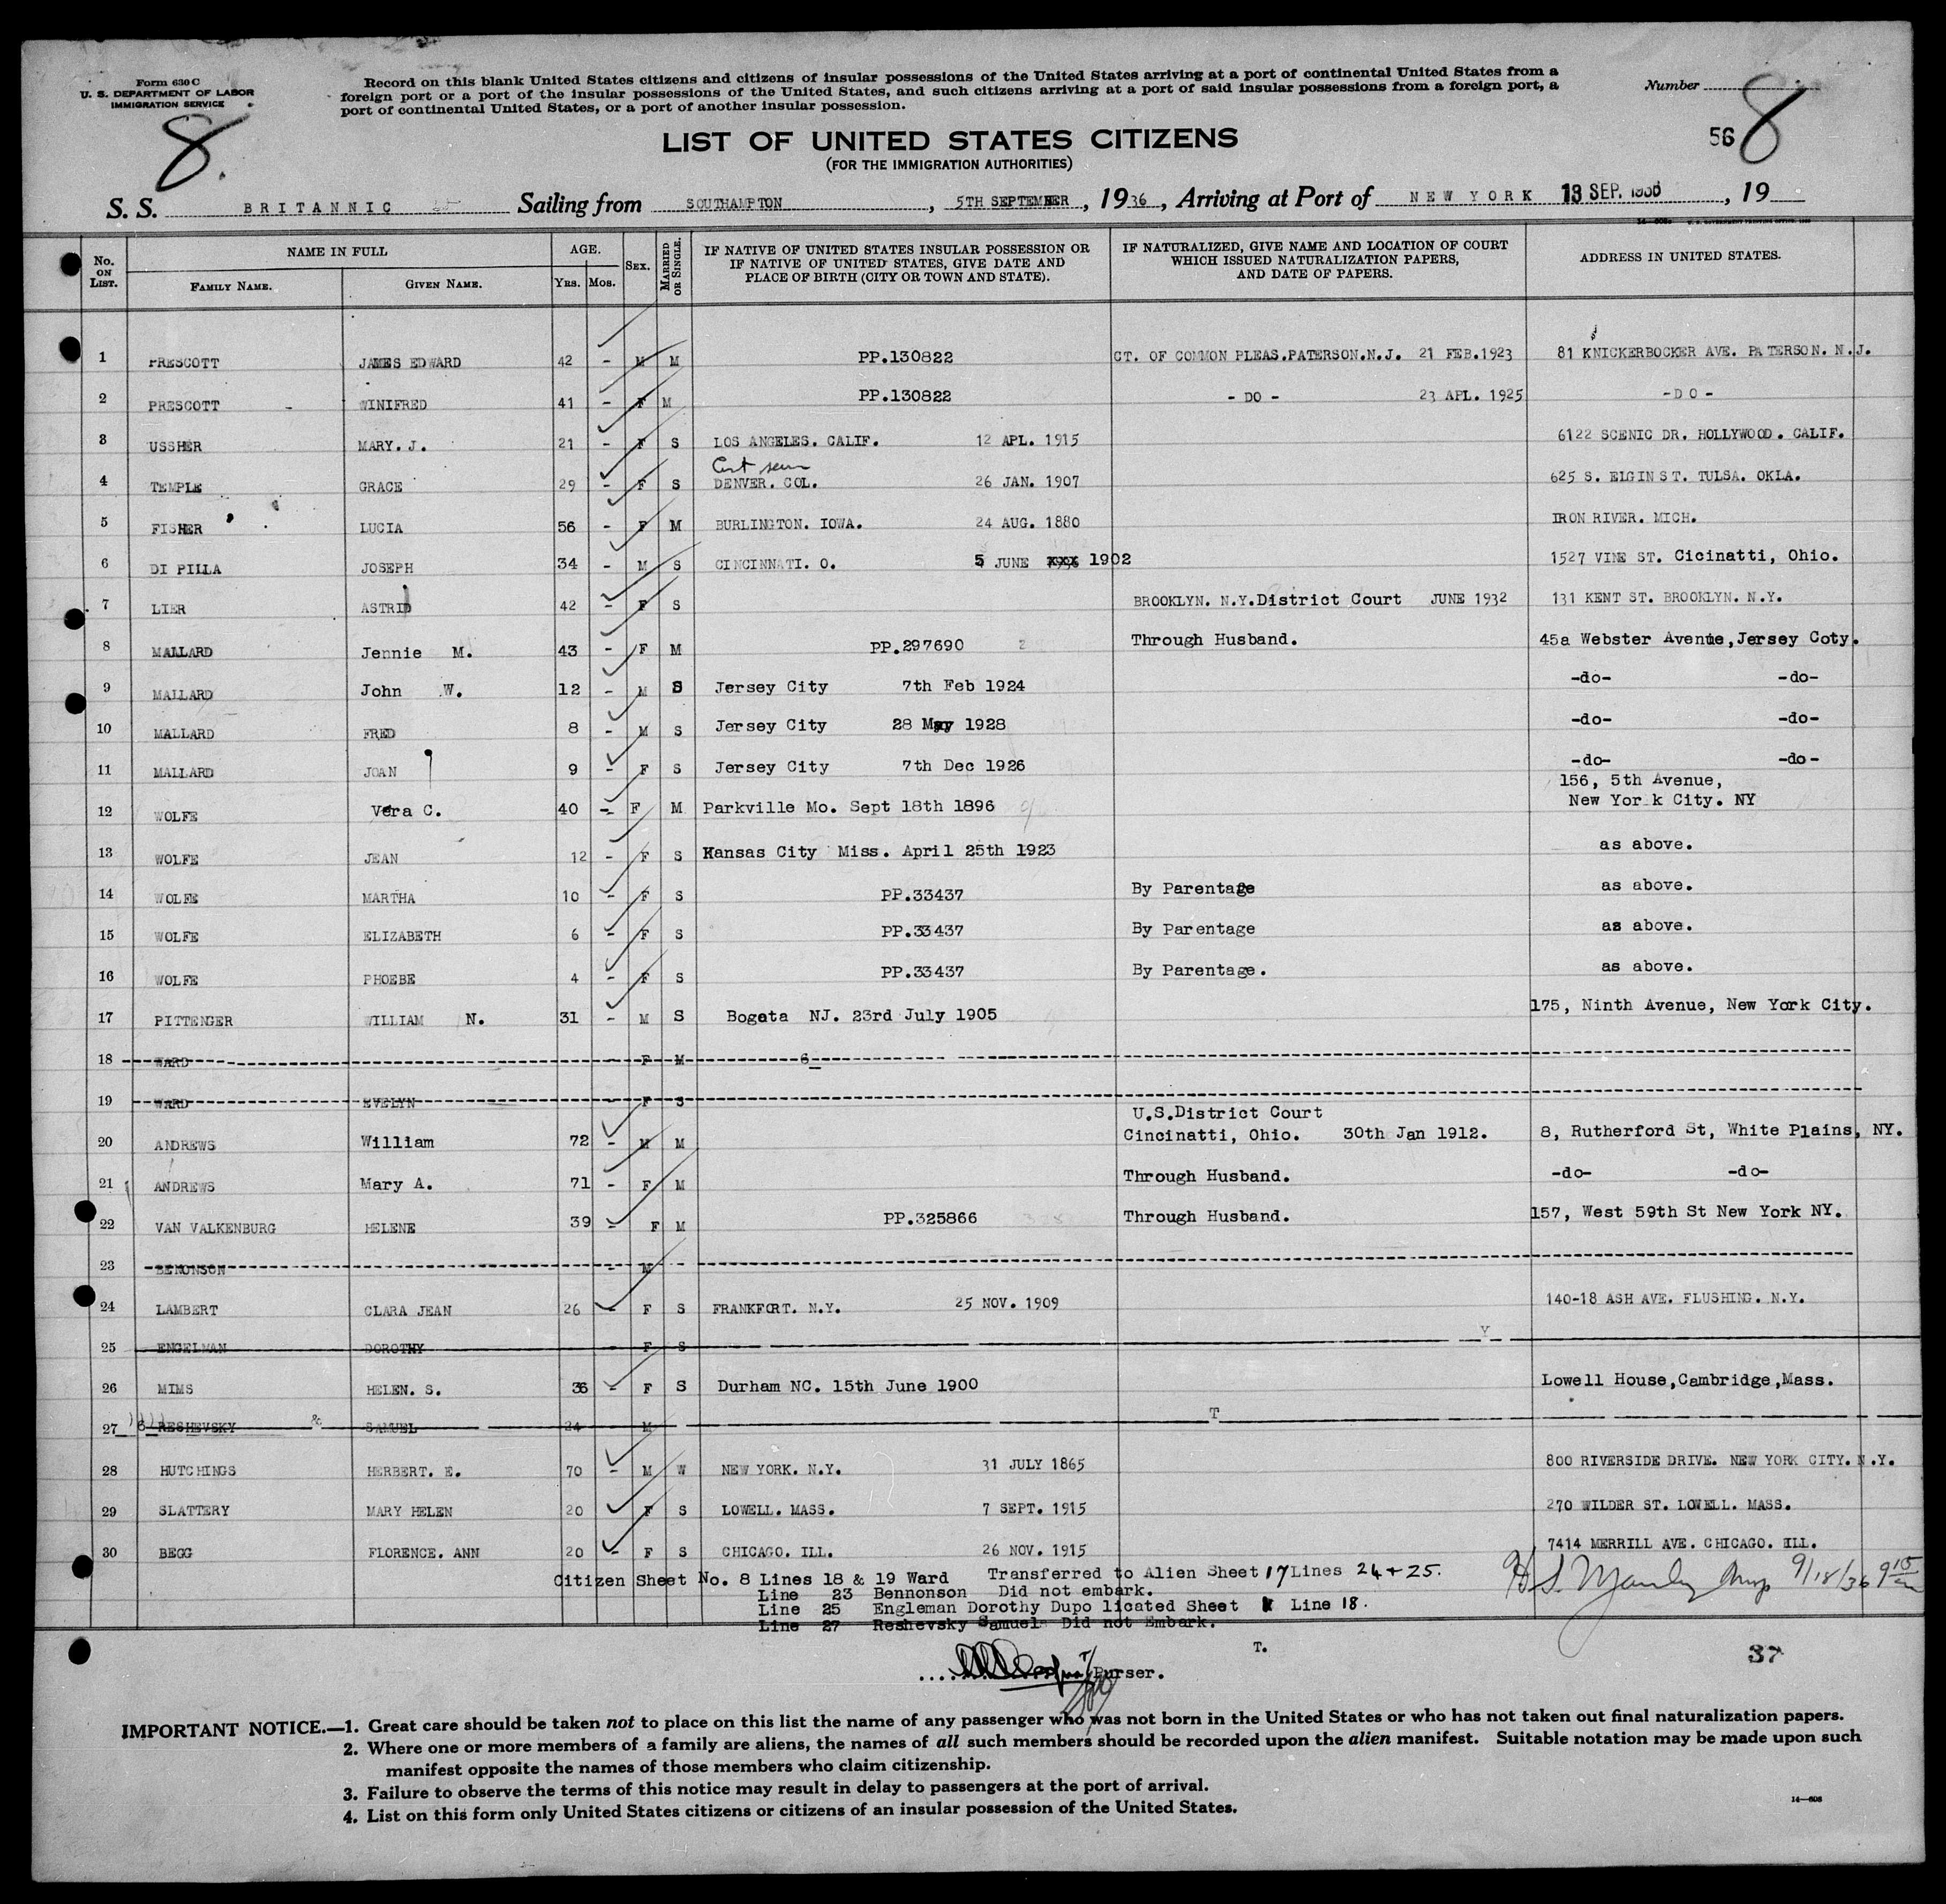 Form 630 C
U. S. DEPARTMENT OF LABOR
IMMIGRATION SERVICE
8.
Record on this blank United States citizens and citizens of insular possessions of the United States arriving at a port of continental United States from a
foreign port or a port of the insular possessions of the United States, and such citizens arriving at a port of said insular possessions from a foreign port, a
port of continental United States, or a port of another insular possession.
Number
56 8
LIST OF UNITED STATES CITIZENS
(FOR THE IMMIGRATION AUTHORITIES)
S. S. BRITANNIC Sailing from SOUTHAMPTON, 5TH SEPTEMBER, 1936, Arriving at Port of NEW YORK 13 SEP. 1936, 19
No. ON LIST. NAME IN FULL FAMILY NAME. GIVEN NAME. AGE. YRS. MOS. SEX. MARRIED OR SINGLE. IF NATIVE OF UNITED STATES INSULAR POSSESSION OR IF NATIVE OF UNITED STATES, GIVE DATE AND PLACE OF BIRTH (CITY OR TOWN AND STATE). IF NATURALIZED, GIVE NAME AND LOCATION OF COURT WHICH ISSUED NATURALIZATION PAPERS, AND DATE OF PAPERS. ADDRESS IN UNITED STATES.
1 PRESCOTT JAMES EDWARD 42 - M M PP.130822 CT. OF COMMON PLEAS.PATERSON.N.J. 21 FEB.1923 81 KNICKERBOCKER AVE. PATERSON. N.J.
2 PRESCOTT WINIFRED 41 - F M PP.130822 - DO - 23 APL. 1925 -DO-
3 USSHER MARY. J. 21 - F S LOS ANGELES. CALIF. 12 APL. 1915 6122 SCENIC DR. HOLLYWOOD. CALIF.
Cert seen
4 TEMPLE GRACE 29 - F S DENVER. COL. 26 JAN. 1907 625 S. ELGIN ST. TULSA. OKLA.
5 FISHER LUCIA 56 - F M BURLINGTON. IOWA. 24 AUG. 1880 IRON RIVER. MICH.
6 DI PILLA JOSEPH 34 - M S CINCINNATI. O. 5 JUNE 1902 1527 VINE ST. Cicinatti, Ohio.
7 LIER ASTRID 42 - F S BROOKLYN. N.Y.District Court JUNE 1932 131 KENT ST. BROOKLYN. N.Y.
8 MALLARD Jennie M. 43 - F M PP.297690 Through Husband. 45a Webster Avenue,Jersey Coty.
9 MALLARD John W. 12 - M S Jersey City 7th Feb 1924 -do- -do-
10 MALLARD FRED 8 - M S Jersey City 28 May 1928 -do- -do-
11 MALLARD JOAN 9 - F S Jersey City 7th Dec 1926 -do- -do-
156, 5th Avenue,
12 WOLFE Vera C. 40 - F M Parkville Mo. Sept 18th 1896 New York City. NY
13 WOLFE JEAN 12 - F S Kansas City Miss. April 25th 1923 as above.
14 WOLFE MARTHA 10 - F S PP.33437 By Parentage as above.
15 WOLFE ELIZABETH 6 - F S PP.33437 By Parentage as above.
16 WOLFE PHOEBE 4 - F S PP.33437 By Parentage. as above.
17 PITTENGER WILLIAM N. 31 - M S Bogata NJ. 23rd July 1905 175, Ninth Avenue, New York City.
18 WARD - F M 6
19 WARD EVELYN - F S
U.S.District Court
20 ANDREWS William 72 - M M Cincinatti, Ohio. 30th Jan 1912. 8, Rutherford St, White Plains, NY.
21 ANDREWS Mary A. 71 - F M Through Husband. -do- -do-
22 VAN VALKENBURG HELENE 39 - F M PP.325866 Through Husband. 157, West 59th St New York NY.
23 BENONSON - M
24 LAMBERT CLARA JEAN 26 - F S FRANKFORT. N.Y. 25 NOV. 1909 140-18 ASH AVE. FLUSHING. N.Y.
25 ENGELMAN DOROTHY - F S Y
26 MIMS HELEN. S. 36 - F S Durham NC. 15th June 1900 Lowell House,Cambridge,Mass.
27 RESHEVSKY & SAMUEL 24 - M T
28 HUTCHINGS HERBERT. E. 70 - M W NEW YORK. N.Y. 31 JULY 1865 800 RIVERSIDE DRIVE. NEW YORK CITY. N.Y.
29 SLATTERY MARY HELEN 20 F S LOWELL. MASS. 7 SEPT. 1915 270 WILDER ST. LOWELL. MASS.
30 BEGG FLORENCE. ANN 20 - F S CHICAGO. ILL. 26 NOV. 1915 7414 MERRILL AVE. CHICAGO. ILL.
Citizen Sheet No. 8 Lines 18 & 19 Ward Transferred to Alien Sheet 17 Lines 24 + 25.
Line 23 Bennonson Did not embark.
Line 25 Engleman Dorothy Dupo licated Sheet Line 18.
Line 27 Reshevsky Samuel Did not Embark.
9/18/36
T.
Purser.
37
IMPORTANT NOTICE.—1. Great care should be taken not to place on this list the name of any passenger who was not born in the United States or who has not taken out final naturalization papers.
2. Where one or more members of a family are aliens, the names of all such members should be recorded upon the alien manifest. Suitable notation may be made upon such
manifest opposite the names of those members who claim citizenship.
3. Failure to observe the terms of this notice may result in delay to passengers at the port of arrival.
4. List on this form only United States citizens or citizens of an insular possession of the United States.
14—608